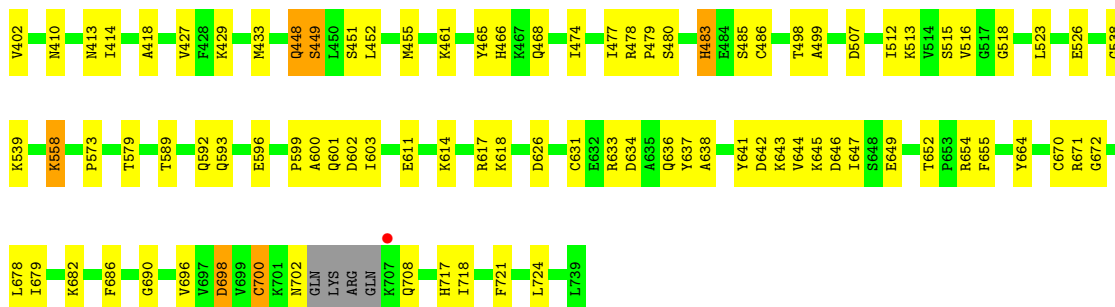 V402 N410 N413 I414 A418 V427 F428 K429 M433 Q448 S449 L450 S451 L452 M455 K461 Y465 H466 K467 Q468 I474 I477 R478 P479 S480 H483 E484 S485 C486 T498 A499 D507 I512 K513 V514 S515 V516 G517 G518 L523 E526
K539 K558 P573 T579 T589 Q592 Q593 E596 P599 A600 Q601 D602 I603 E611 K614 R617 K618 D626 C631 E632 R633 D634 A635 Q636 Y637 A638 Y641 D642 K643 V644 K645 D646 I647 S648 E649 T652 P653 R654 F655 Y664 C670 R671 G672
L678 I679 K682 F686 G690 V696 V697 D698 V699 C700 K701 N702 GLN LYS ARG GLN K707 Q708 H717 I718 F721 L724 L739